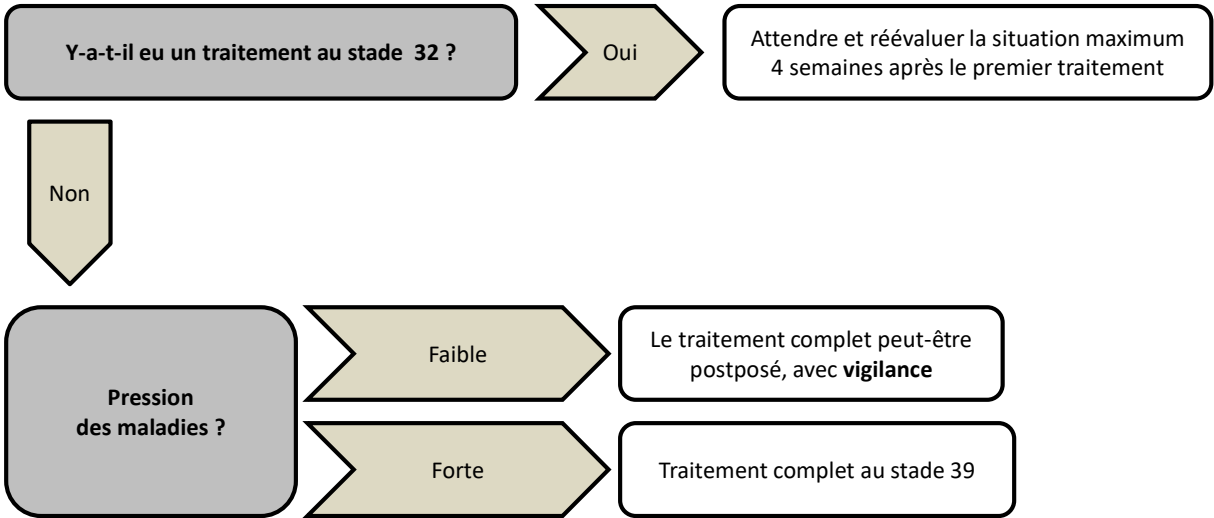 Y-a-t-il eu un traitement au stade 32 ?
Oui
Attendre et réévaluer la situation maximum
4 semaines après le premier traitement
Non
Pression
des maladies ?
Faible
Le traitement complet peut-être
postposé, avec vigilance
Forte
Traitement complet au stade 39